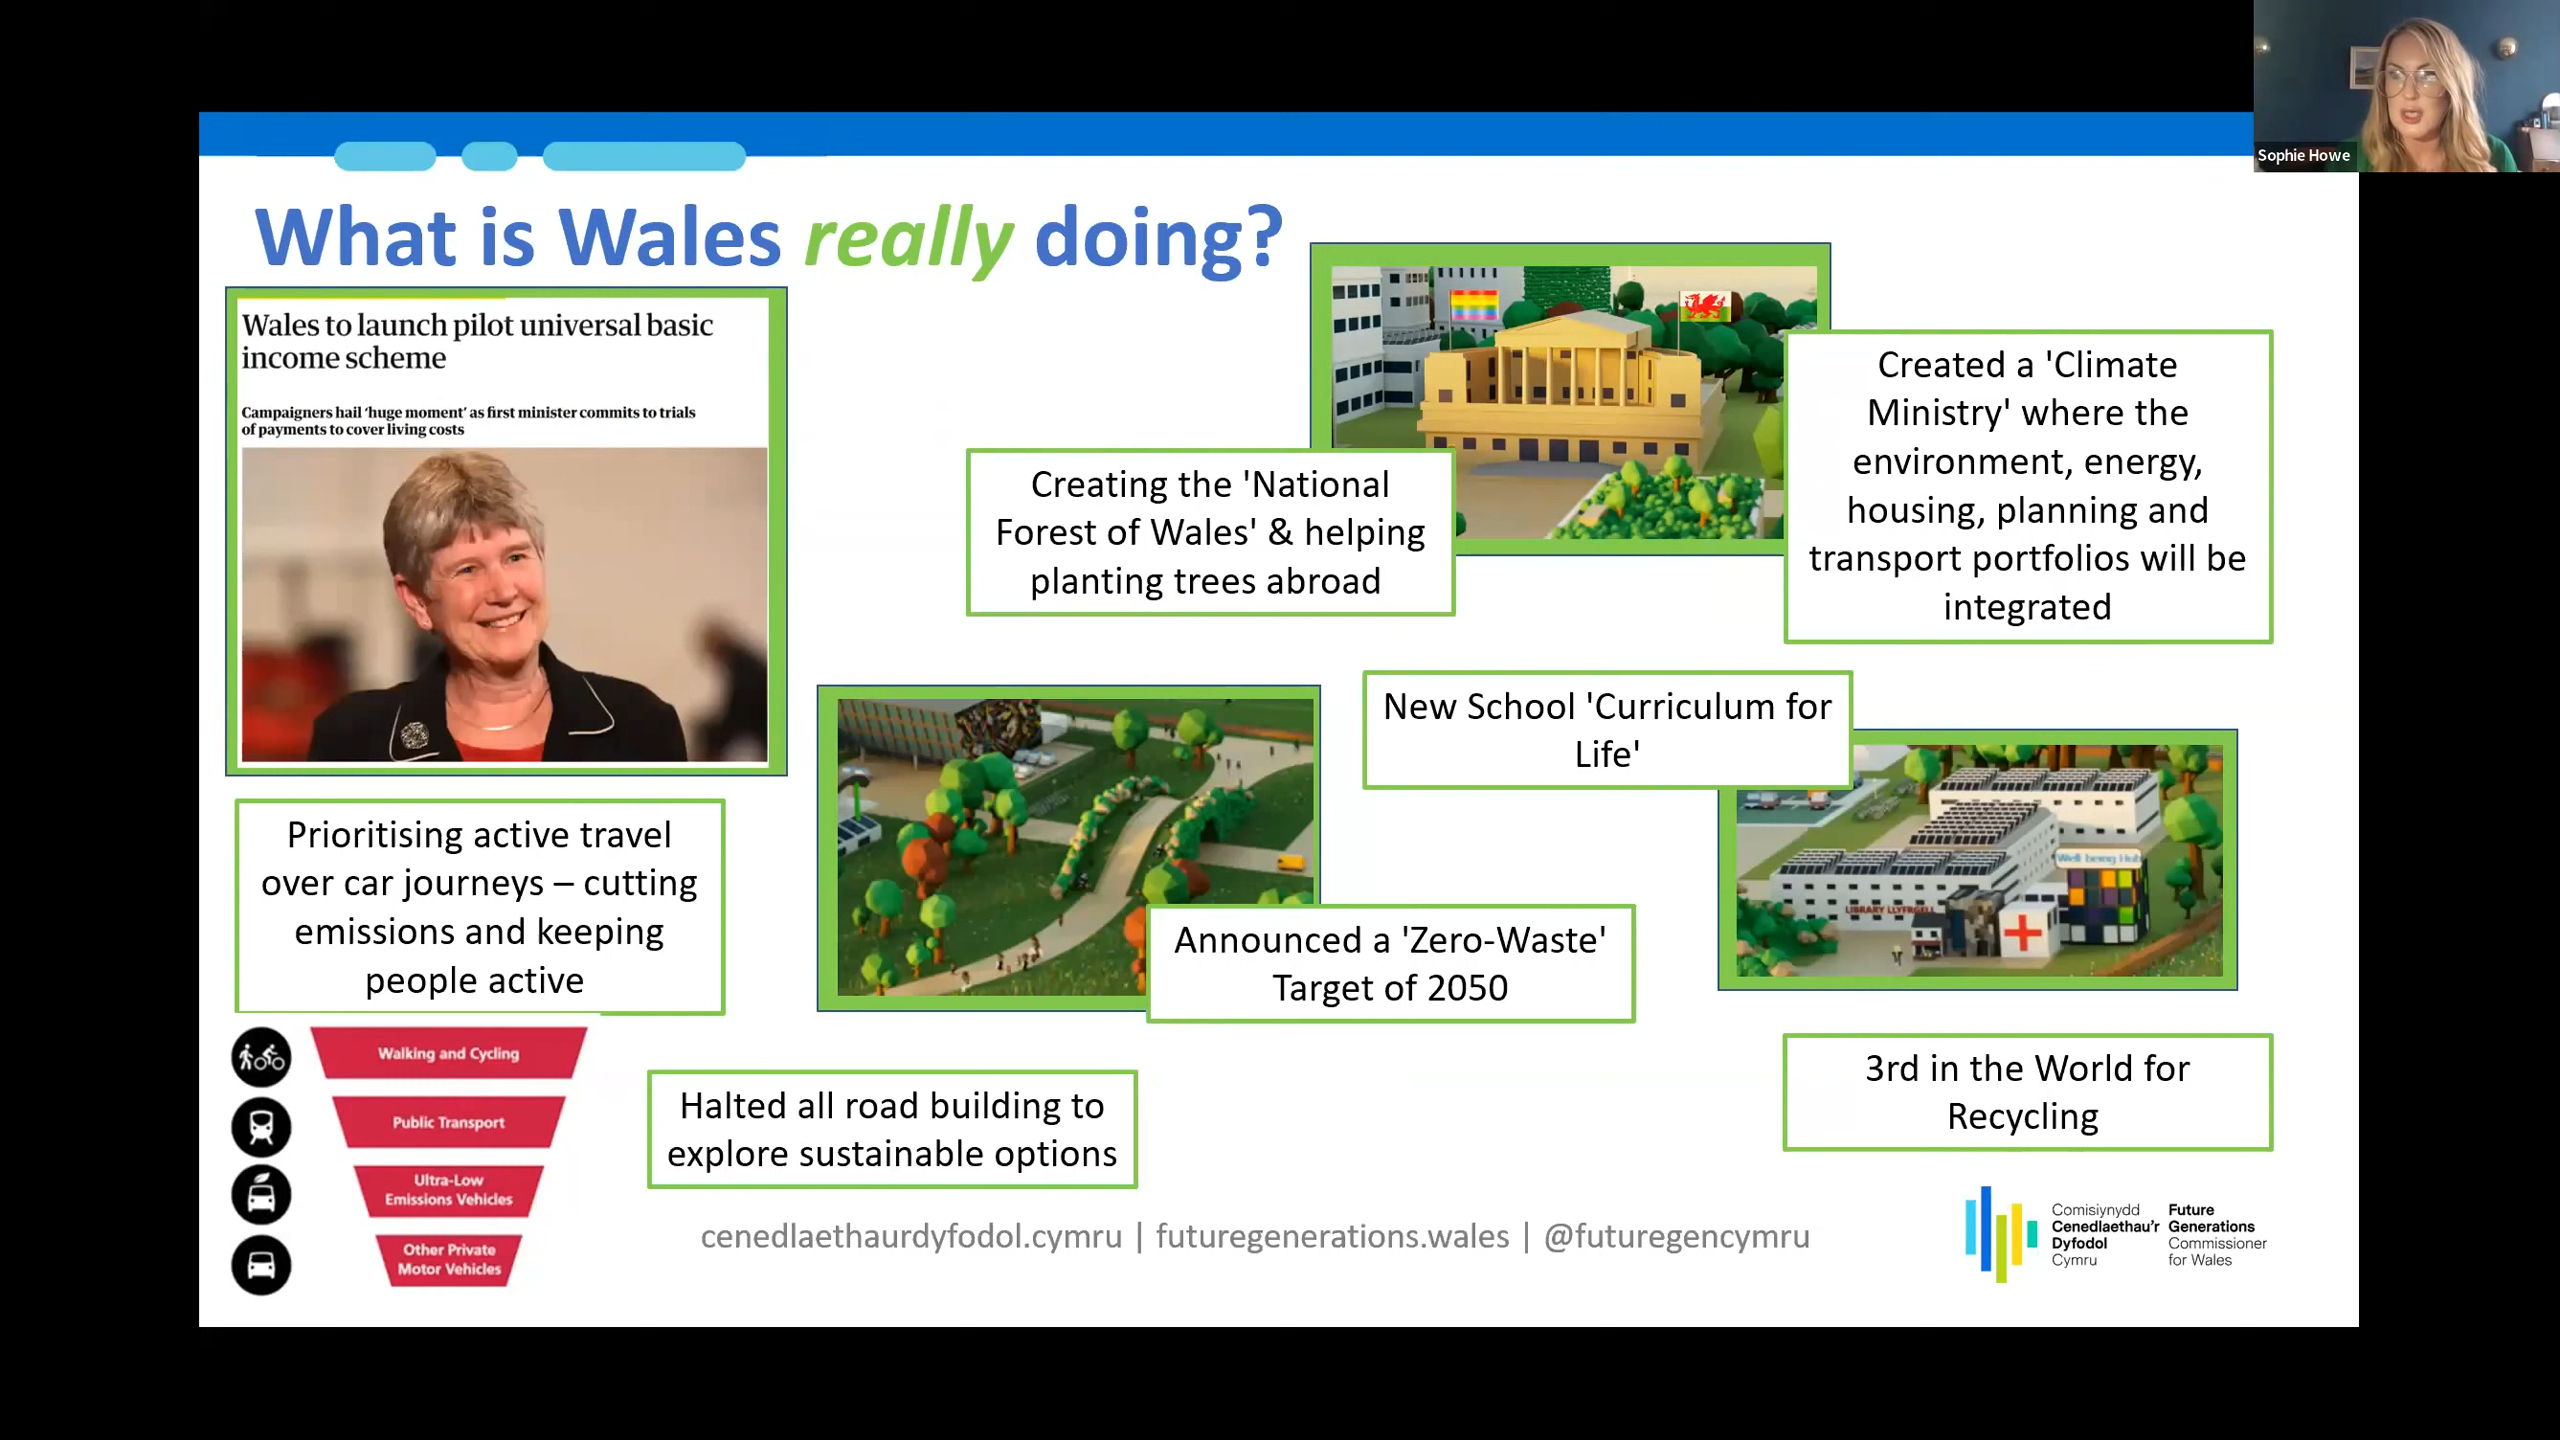 Sophie Howe
What is Wales really doing?
Wales to launch pilot universal basic
income scheme
Campaigners hail 'huge moment' as first minister commits to trials
of payments to cover living costs
Creating the 'National
Forest of Wales' & helping
planting trees abroad
Created a 'Climate
Ministry' where the
environment, energy,
housing, planning and
transport portfolios will be
integrated
New School 'Curriculum for
Life'
Well being Hub
LIBRARY LLYFRGELL
Prioritising active travel
over car journeys – cutting
emissions and keeping
people active
Announced a 'Zero-Waste'
Target of 2050
Walking and Cycling
Public Transport
Ultra-Low
Emissions Vehicles
Other Private
Motor Vehicles
Halted all road building to
explore sustainable options
3rd in the World for
Recycling
cenedlaethaurdyfodol.cymru | futuregenerations.wales | @futuregencymru
Comisiynydd
Cenedlaethau'r
Dyfodol
Cymru
Future
Generations
Commissioner
for Wales